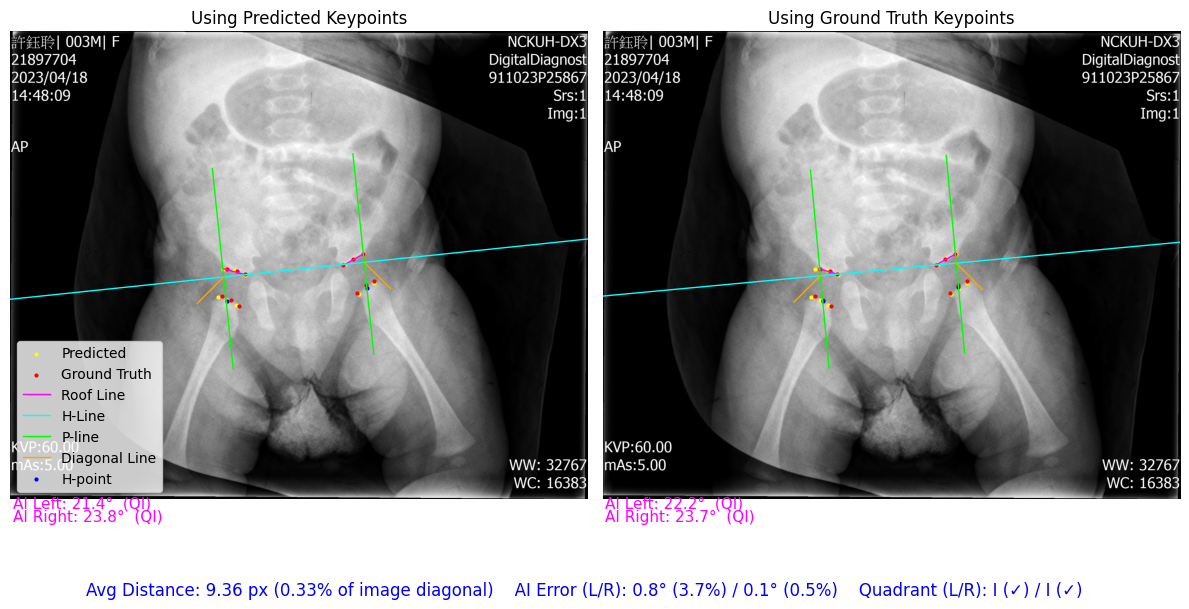 Using Predicted Keypoints
許鈺聆| 003M| F
21897704
2023/04/18
14:48:09
AP
NCKUH-DX3
DigitalDiagnost
911023P25867
Srs:1
Img:1
Predicted
Ground Truth
Roof Line
H-Line
P-line
Diagonal Line
H-point
KVP:60.00
mAs:5.00
WW: 32767
WC: 16383
AI Left: 21.4° (QI)
AI Right: 23.8° (QI)
Using Ground Truth Keypoints
許鈺聆| 003M| F
21897704
2023/04/18
14:48:09
AP
NCKUH-DX3
DigitalDiagnost
911023P25867
Srs:1
Img:1
KVP:60.00
mAs:5.00
WW: 32767
WC: 16383
AI Left: 22.2° (QI)
AI Right: 23.7° (QI)
Avg Distance: 9.36 px (0.33% of image diagonal) AI Error (L/R): 0.8° (3.7%) / 0.1° (0.5%) Quadrant (L/R): I (✓) / I (✓)